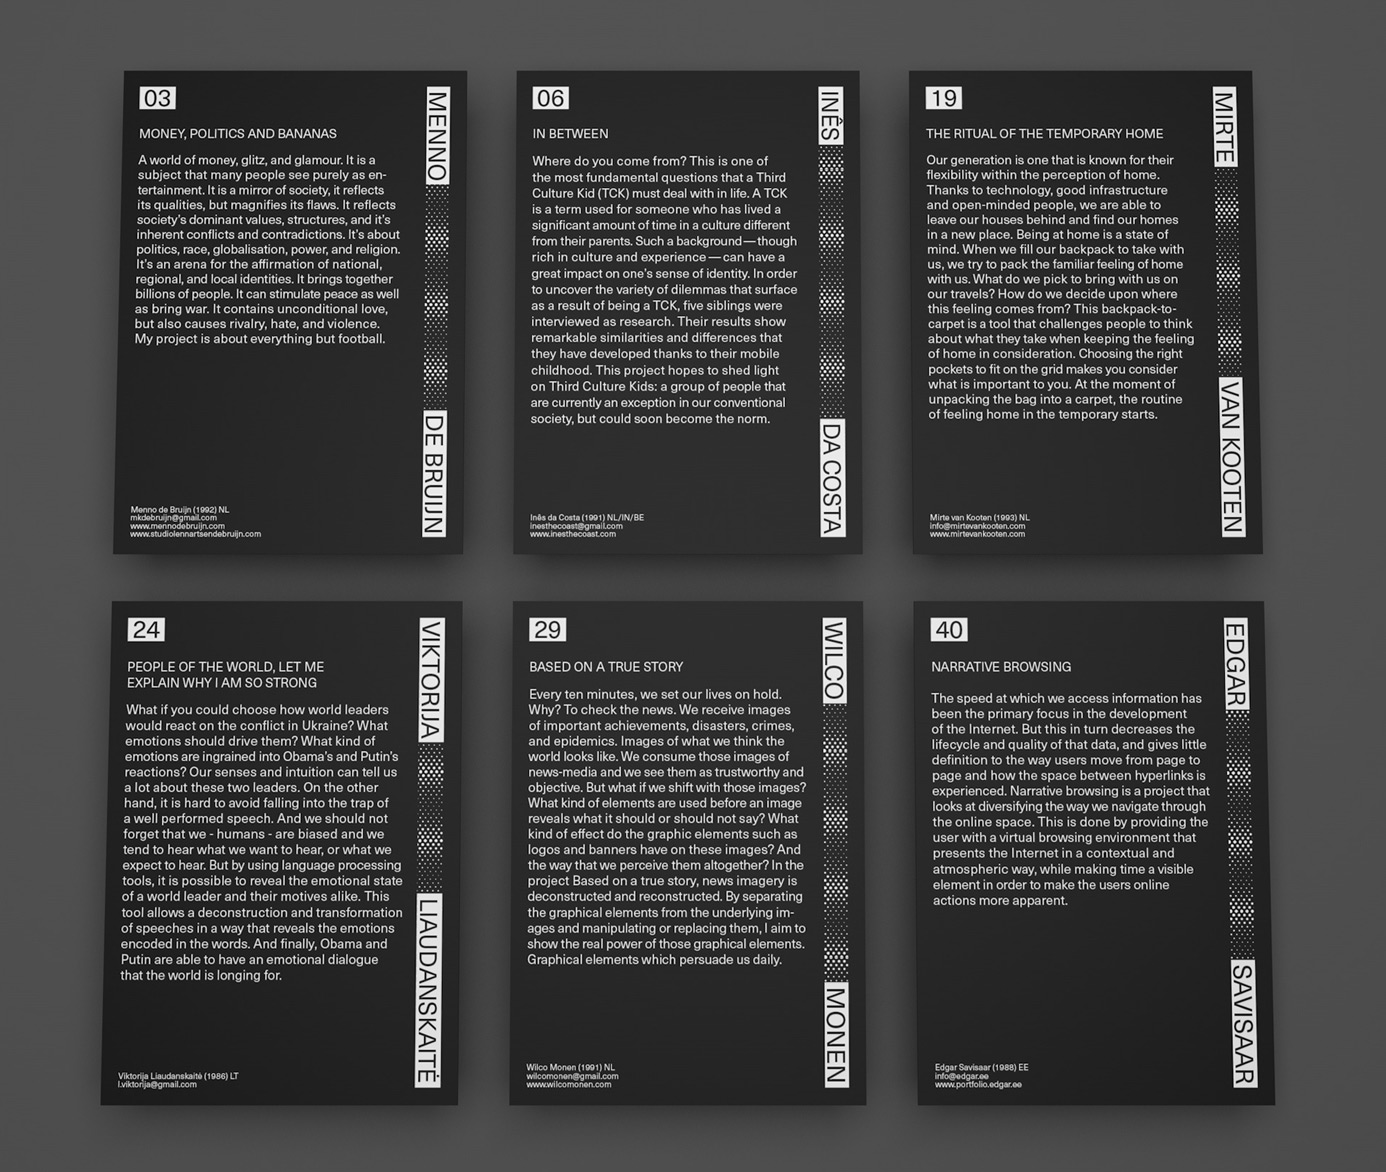 03
MENNO
DE BRUIJN
MONEY, POLITICS AND BANANAS
A world of money, glitz, and glamour. It is a
subject that many people see purely as en-
tertainment. It is a mirror of society, it reflects
its qualities, but magnifies its flaws. It reflects
society's dominant values, structures, and it's
inherent conflicts and contradictions. It's about
politics, race, globalisation, power, and religion.
It's an arena for the affirmation of national,
regional, and local identities. It brings together
billions of people. It can stimulate peace as well
as bring war. It contains unconditional love,
but also causes rivalry, hate, and violence.
My project is about everything but football.
Menno de Bruijn (1992) NL
mkdebruijn@gmail.com
www.mennodebruijn.com
www.studiolennartsendebruijn.com
06
INÊS
DA COSTA
IN BETWEEN
Where do you come from? This is one of
the most fundamental questions that a Third
Culture Kid (TCK) must deal with in life. A TCK
is a term used for someone who has lived a
significant amount of time in a culture different
from their parents. Such a background—though
rich in culture and experience—can have a
great impact on one's sense of identity. In order
to uncover the variety of dilemmas that surface
as a result of being a TCK, five siblings were
interviewed as research. Their results show
remarkable similarities and differences that
they have developed thanks to their mobile
childhood. This project hopes to shed light
on Third Culture Kids: a group of people that
are currently an exception in our conventional
society, but could soon become the norm.
Inês da Costa (1991) NL/IN/BE
inesthecoast@gmail.com
www.inesthecoast.com
19
MIRTE
VAN KOOTEN
THE RITUAL OF THE TEMPORARY HOME
Our generation is one that is known for their
flexibility within the perception of home.
Thanks to technology, good infrastructure
and open-minded people, we are able to
leave our houses behind and find our homes
in a new place. Being at home is a state of
mind. When we fill our backpack to take with
us, we try to pack the familiar feeling of home
with us. What do we pick to bring with us on
our travels? How do we decide upon where
this feeling comes from? This backpack-to-
carpet is a tool that challenges people to think
about what they take when keeping the feeling
of home in consideration. Choosing the right
pockets to fit on the grid makes you consider
what is important to you. At the moment of
unpacking the bag into a carpet, the routine
of feeling home in the temporary starts.
Mirte van Kooten (1993) NL
info@mirtevankooten.com
www.mirtevankooten.com
24
VIKTORIJA
LIAUDANSKAITĖ
PEOPLE OF THE WORLD, LET ME
EXPLAIN WHY I AM SO STRONG
What if you could choose how world leaders
would react on the conflict in Ukraine? What
emotions should drive them? What kind of
emotions are ingrained into Obama's and Putin's
reactions? Our senses and intuition can tell us
a lot about these two leaders. On the other
hand, it is hard to avoid falling into the trap of
a well performed speech. And we should not
forget that we - humans - are biased and we
tend to hear what we want to hear, or what we
expect to hear. But by using language processing
tools, it is possible to reveal the emotional state
of a world leader and their motives alike. This
tool allows a deconstruction and transformation
of speeches in a way that reveals the emotions
encoded in the words. And finally, Obama and
Putin are able to have an emotional dialogue
that the world is longing for.
Viktorija Liaudanskaitė (1986) LT
l.viktorija@gmail.com
29
WILCO
MONEN
BASED ON A TRUE STORY
Every ten minutes, we set our lives on hold.
Why? To check the news. We receive images
of important achievements, disasters, crimes,
and epidemics. Images of what we think the
world looks like. We consume those images of
news-media and we see them as trustworthy and
objective. But what if we shift with those images?
What kind of elements are used before an image
reveals what it should or should not say? What
kind of effect do the graphic elements such as
logos and banners have on these images? And
the way that we perceive them altogether? In the
project Based on a true story, news imagery is
deconstructed and reconstructed. By separating
the graphical elements from the underlying im-
ages and manipulating or replacing them, I aim to
show the real power of those graphical elements.
Graphical elements which persuade us daily.
Wilco Monen (1991) NL
wilcomonen@gmail.com
www.wilcomonen.com
40
EDGAR
SAVISAAR
NARRATIVE BROWSING
The speed at which we access information has
been the primary focus in the development
of the Internet. But this in turn decreases the
lifecycle and quality of that data, and gives little
definition to the way users move from page to
page and how the space between hyperlinks is
experienced. Narrative browsing is a project that
looks at diversifying the way we navigate through
the online space. This is done by providing the
user with a virtual browsing environment that
presents the Internet in a contextual and
atmospheric way, while making time a visible
element in order to make the users online
actions more apparent.
Edgar Savisaar (1988) EE
info@edgar.ee
www.portfolio.edgar.ee